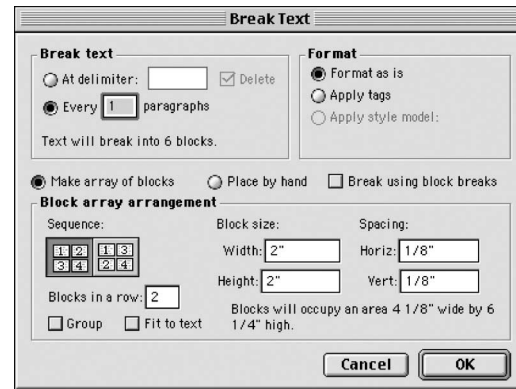 Break Text
Break text
At delimiter:
Delete
Every 1 paragraphs
Text will break into 6 blocks.
Format
Format as is
Apply tags
Apply style model:
Make array of blocks
Place by hand
Break using block breaks
Block array arrangement
Sequence:
1 2 1 3
3 4 2 4
Blocks in a row: 2
Group
Fit to text
Block size:
Width: 2"
Height: 2"
Spacing:
Horiz: 1/8"
Vert: 1/8"
Blocks will occupy an area 4 1/8" wide by 6
1/4" high.
Cancel
OK